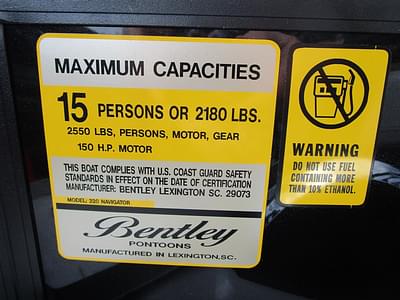 MAXIMUM CAPACITIES
15 PERSONS OR 2180 LBS.
2550 LBS, PERSONS, MOTOR, GEAR
150 H.P. MOTOR
THIS BOAT COMPLIES WITH U.S. COAST GUARD SAFETY
STANDARDS IN EFFECT ON THE DATE OF CERTIFICATION
MANUFACTURER: BENTLEY LEXINGTON SC. 29073
MODEL: 220 NAVIGATOR
Bentley
PONTOONS
MANUFACTURED IN LEXINGTON,SC.
WARNING
DO NOT USE FUEL
CONTAINING MORE
THAN 10% ETHANOL.